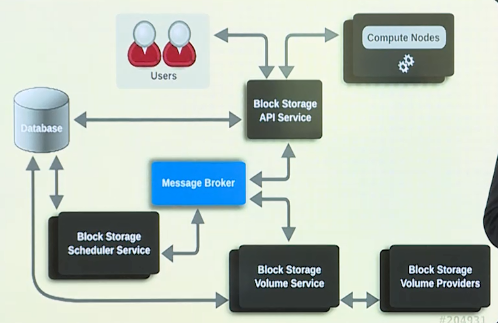 Users
Compute Nodes
Block Storage
API Service
Database
Message Broker
Block Storage
Scheduler Service
Block Storage
Volume Service
Block Storage
Volume Providers
#204931